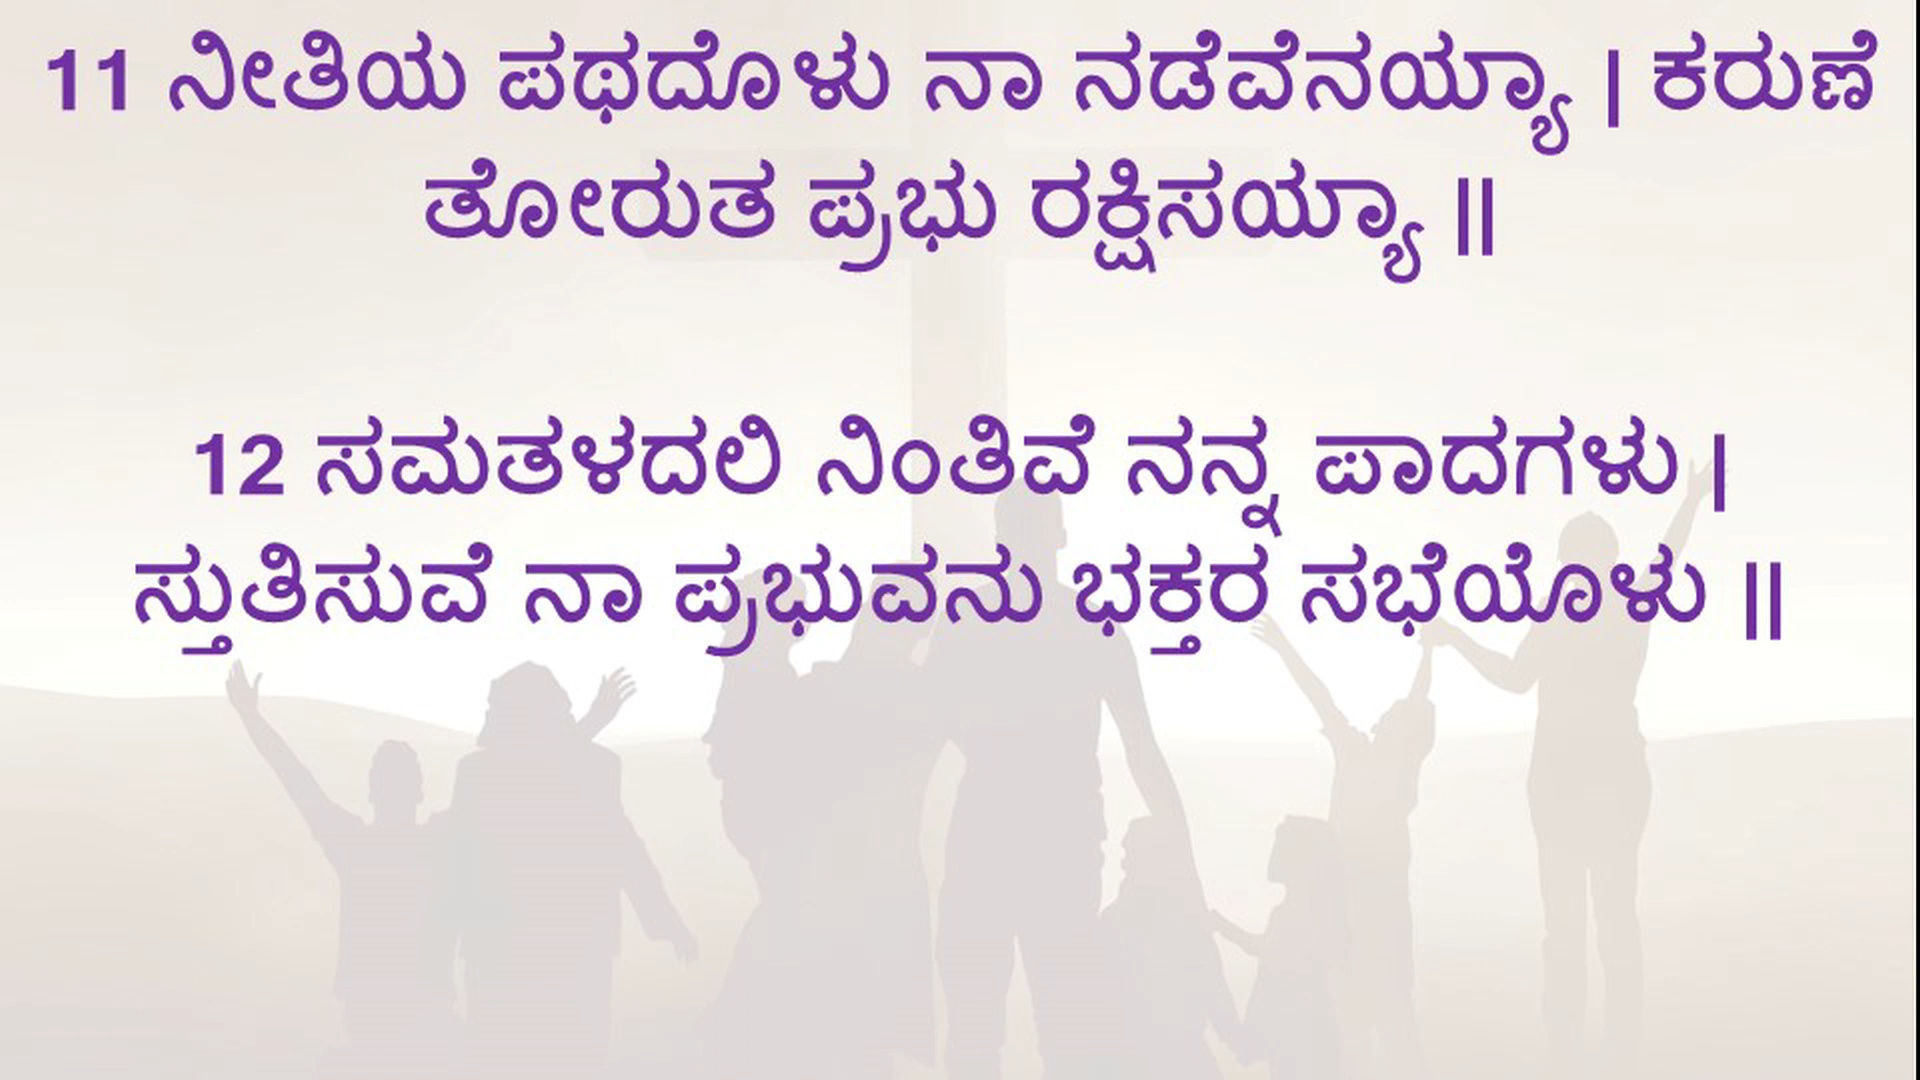 11 ನೀತಿಯ ಪಥದೊಳು ನಾ ನಡೆವೆನಯ್ಯಾ | ಕರುಣೆ
ತೋರುತ ಪ್ರಭು ರಕ್ಷಿಸಯ್ಯಾ ||
12 ಸಮತಳದಲಿ ನಿಂತಿವೆ ನನ್ನ ಪಾದಗಳು |
ಸ್ತುತಿಸುವೆ ನಾ ಪ್ರಭುವನು ಭಕ್ತರ ಸಭೆಯೊಳು ||